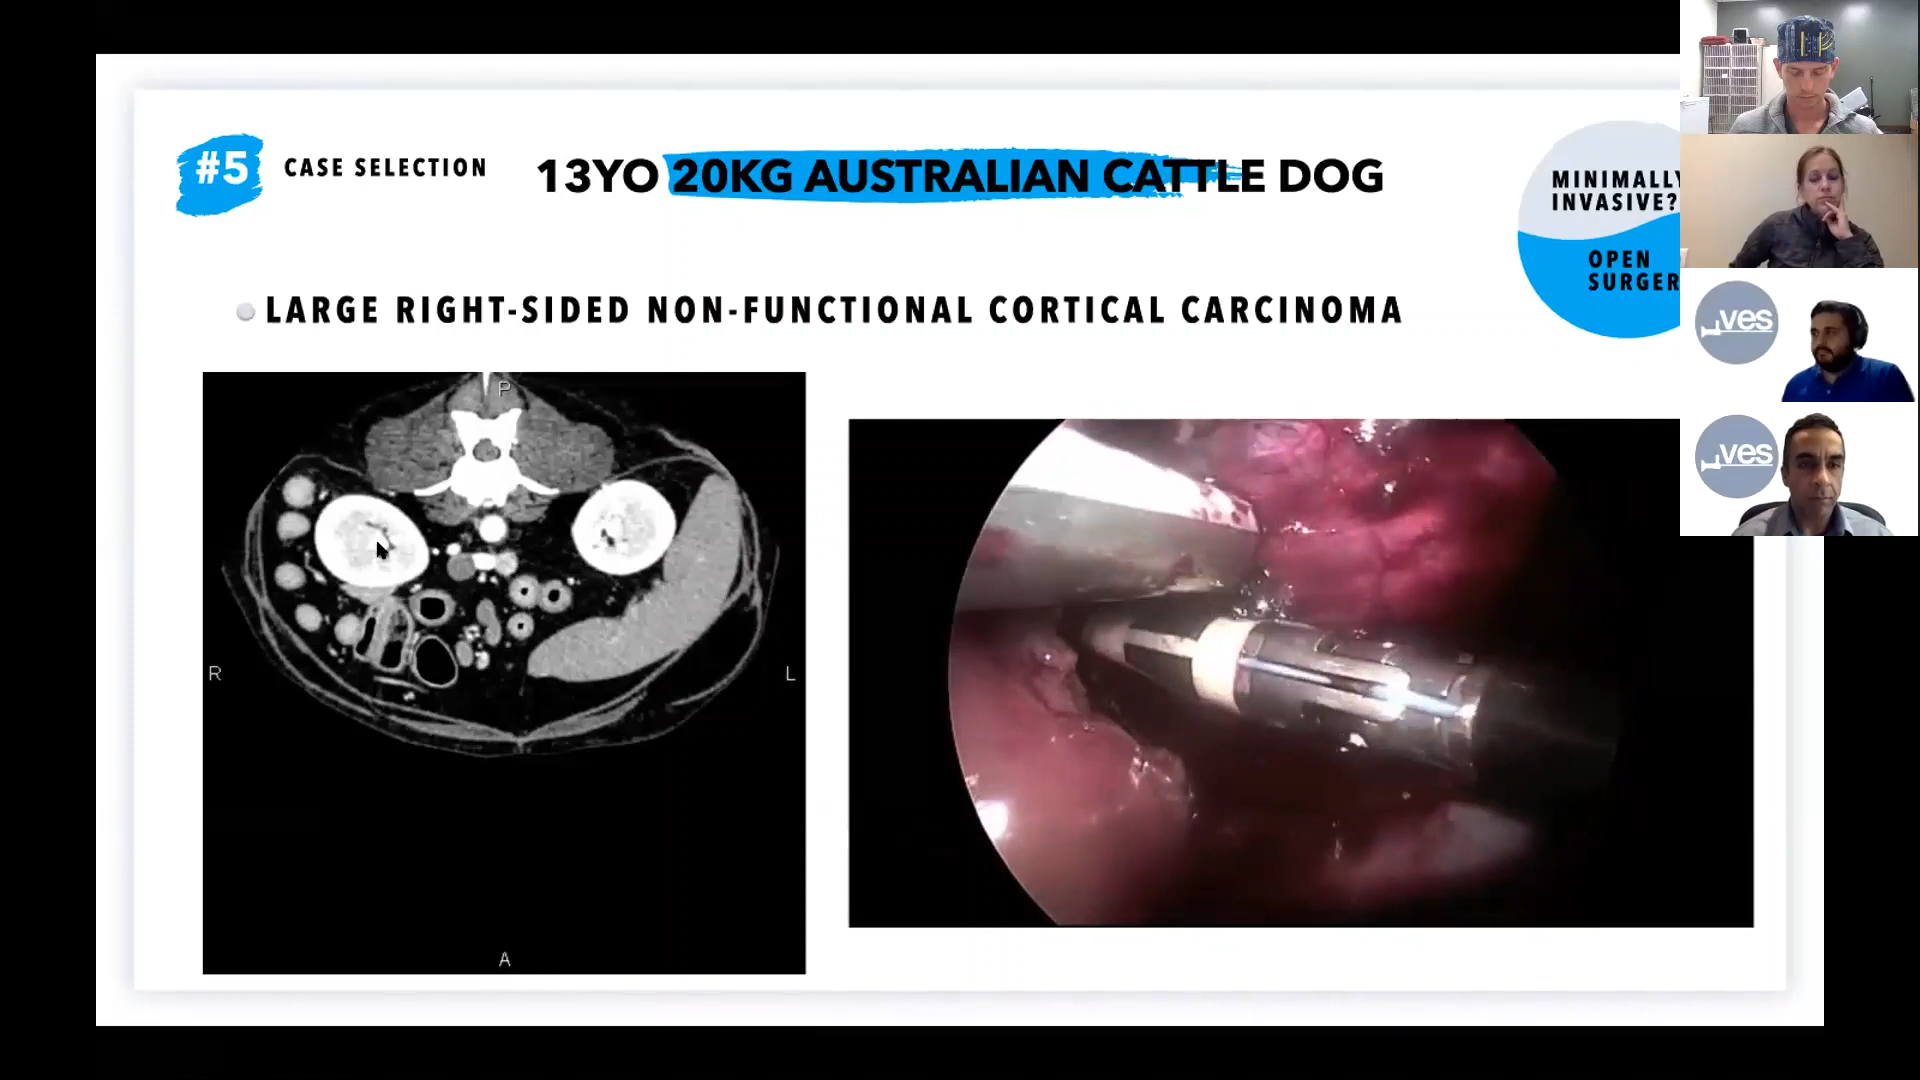 #5 CASE SELECTION 13YO 20KG AUSTRALIAN CATTLE DOG
MINIMALLY
INVASIVE?
OPEN
SURGER
LARGE RIGHT-SIDED NON-FUNCTIONAL CORTICAL CARCINOMA
P
R
L
A
ves
ves